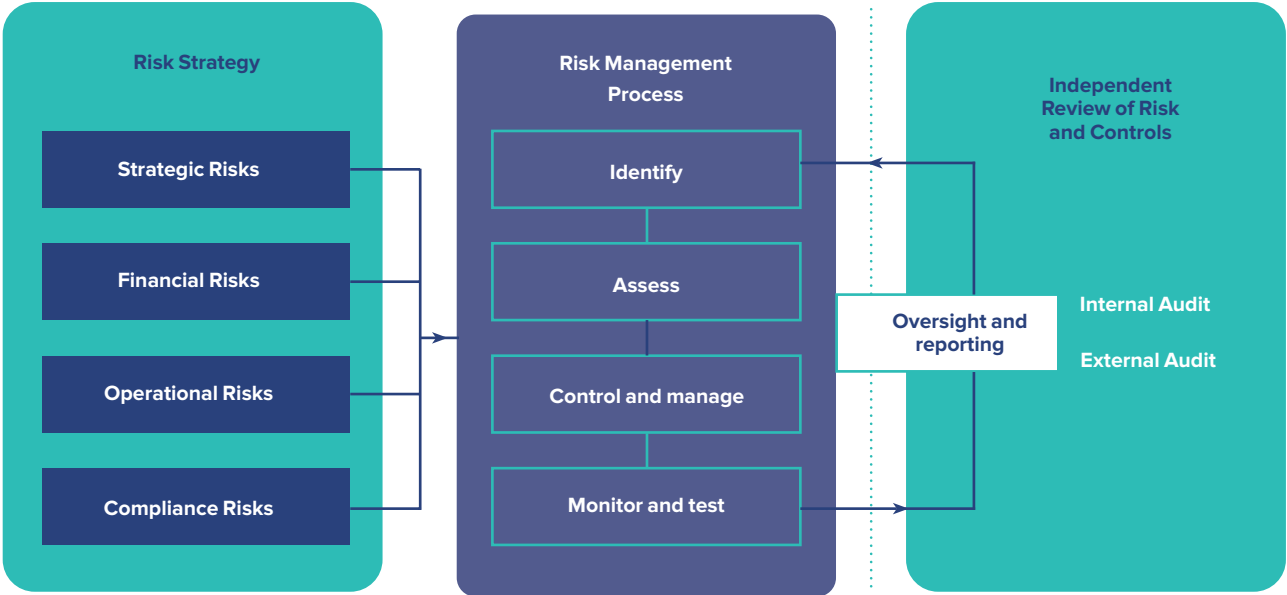 Risk Strategy
Strategic Risks
Financial Risks
Operational Risks
Compliance Risks
Risk Management
Process
Identify
Assess
Control and manage
Monitor and test
Independent
Review of Risk
and Controls
Oversight and
reporting
Internal Audit
External Audit